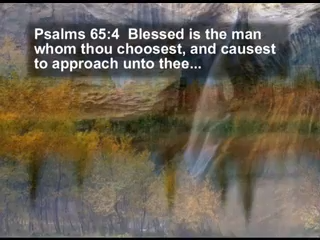 Psalms 65:4  Blessed is the man
whom thou choosest, and causest
to approach unto thee...